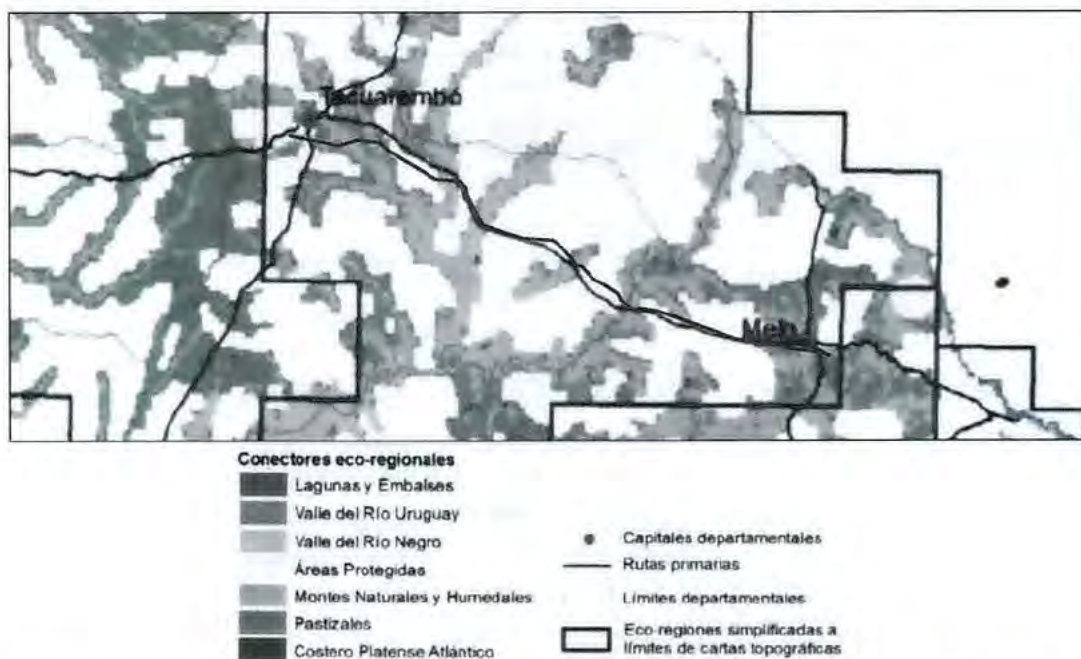 Tacuarembó
Melo
Conectores eco-regionales
Lagunas y Embalses
Valle del Río Uruguay
Valle del Río Negro
Áreas Protegidas
Montes Naturales y Humedales
Pastizales
Costero Platense Atlántico
Capitales departamentales
Rutas primarias
Límites departamentales
Eco-regiones simplificadas a
límites de cartas topográficas